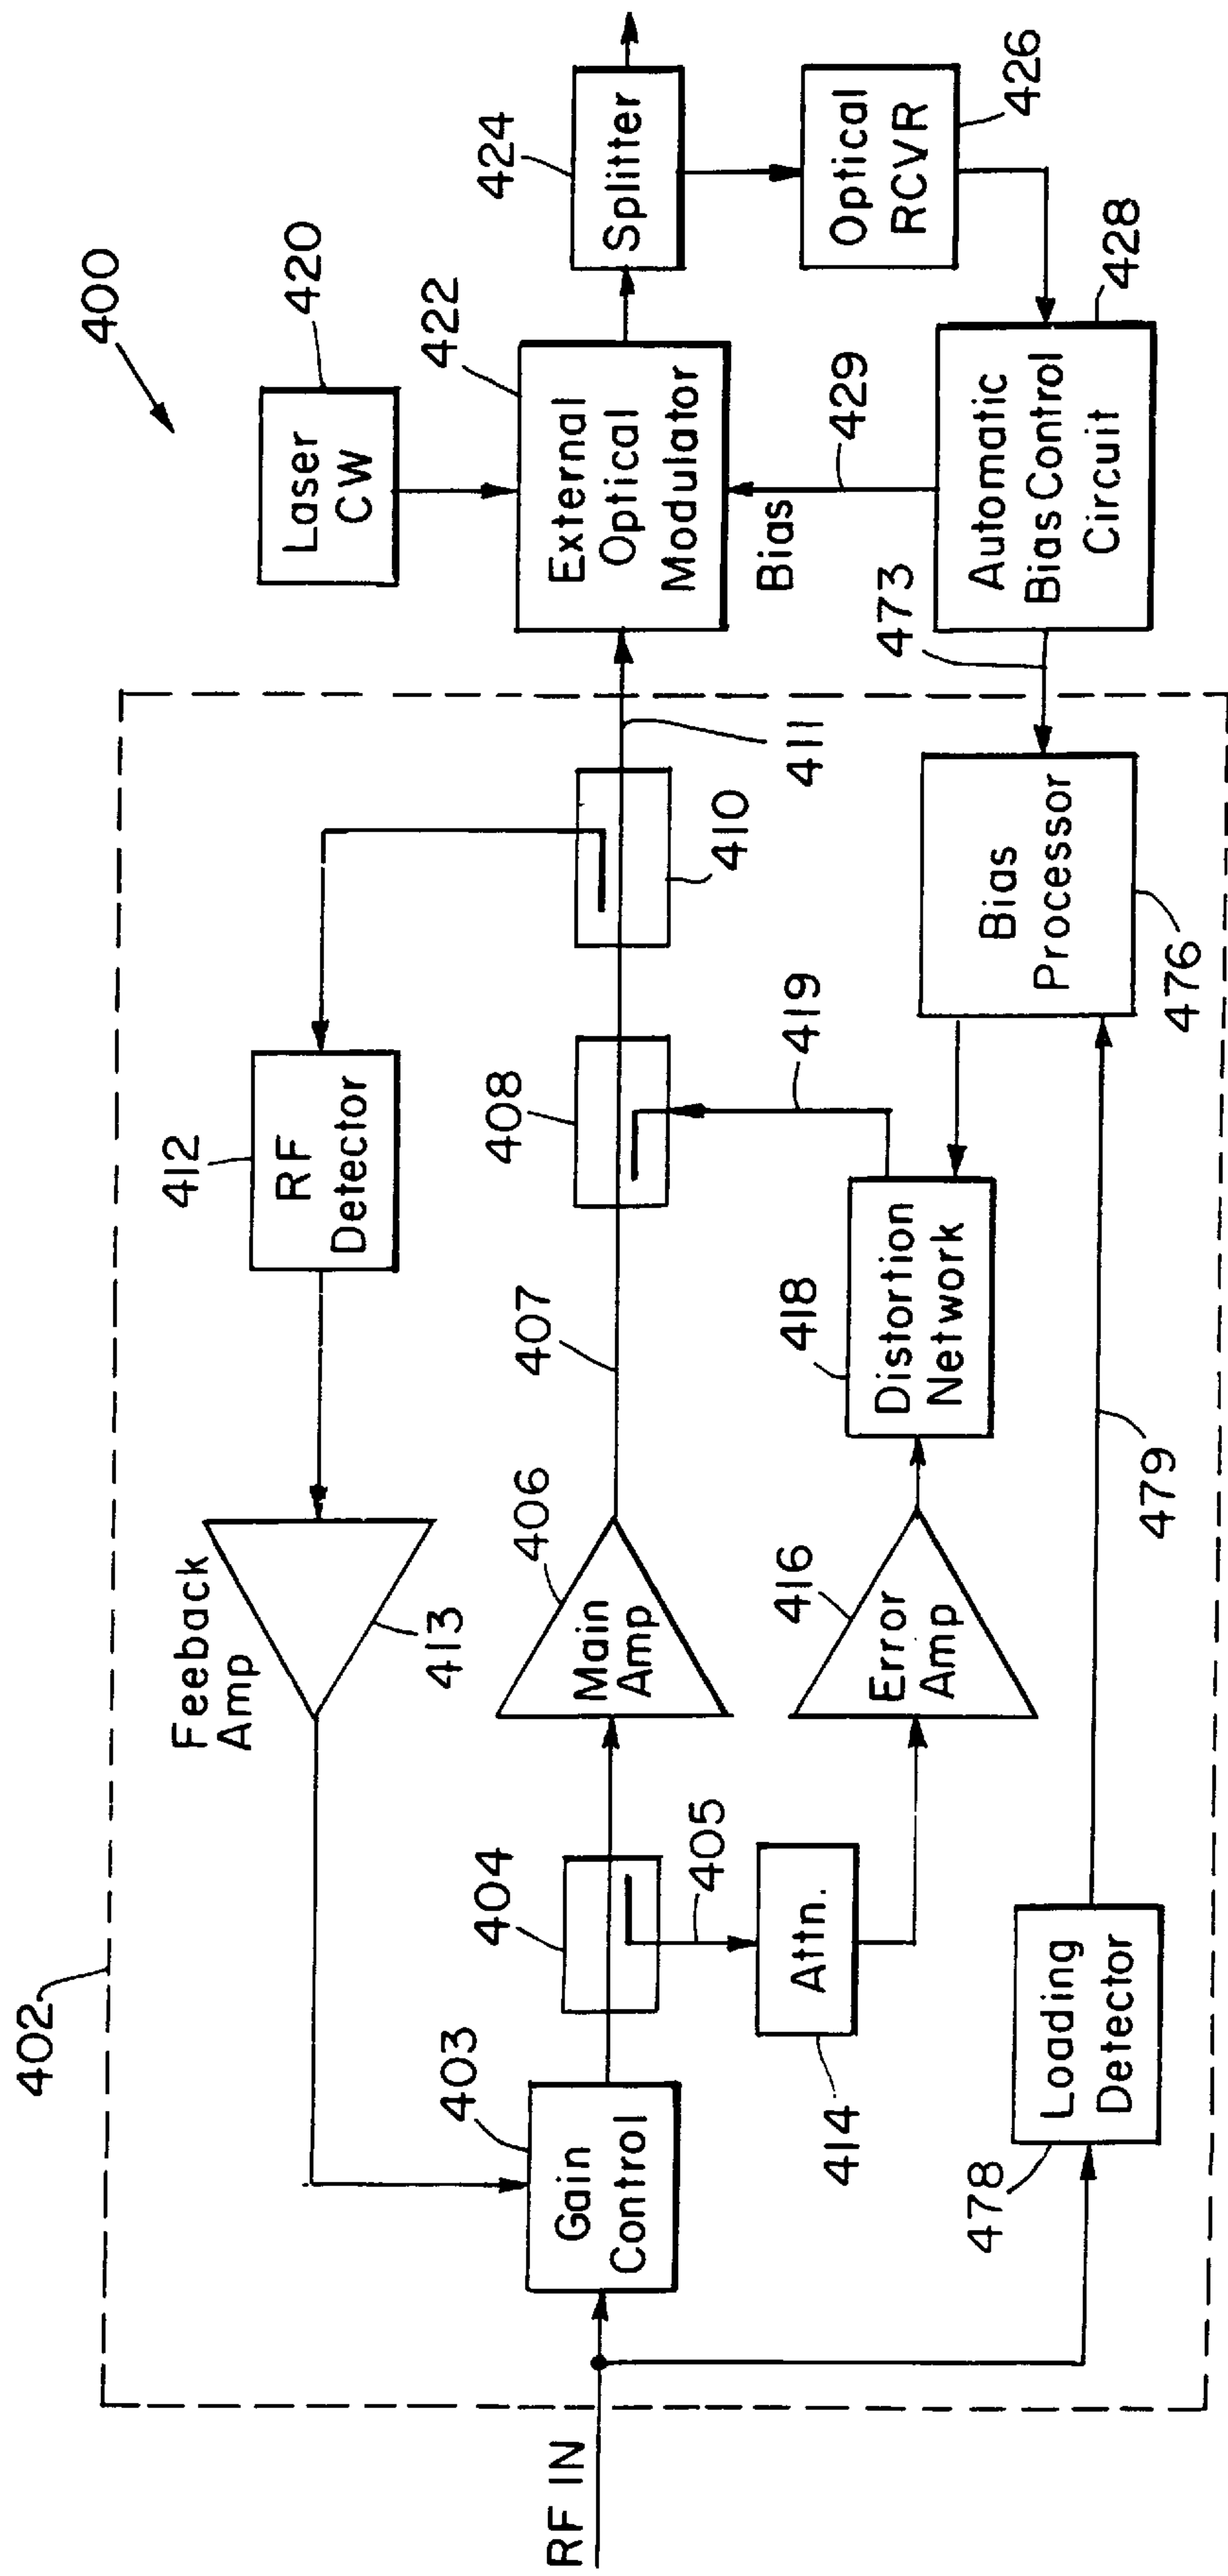 400
402
Feeback
Amp
413
412
RF
Detector
Laser
CW
420
RF IN
403
Gain
Control
404
405
406
Main
Amp
407
408
410
411
External
Optical
Modulator
422
424
Splitter
414
Attn.
416
Error
Amp
418
Distortion
Network
419
Bias
429
Optical
RCVR
426
478
Loading
Detector
479
Bias
Processor
476
473
Automatic
Bias Control
Circuit
428